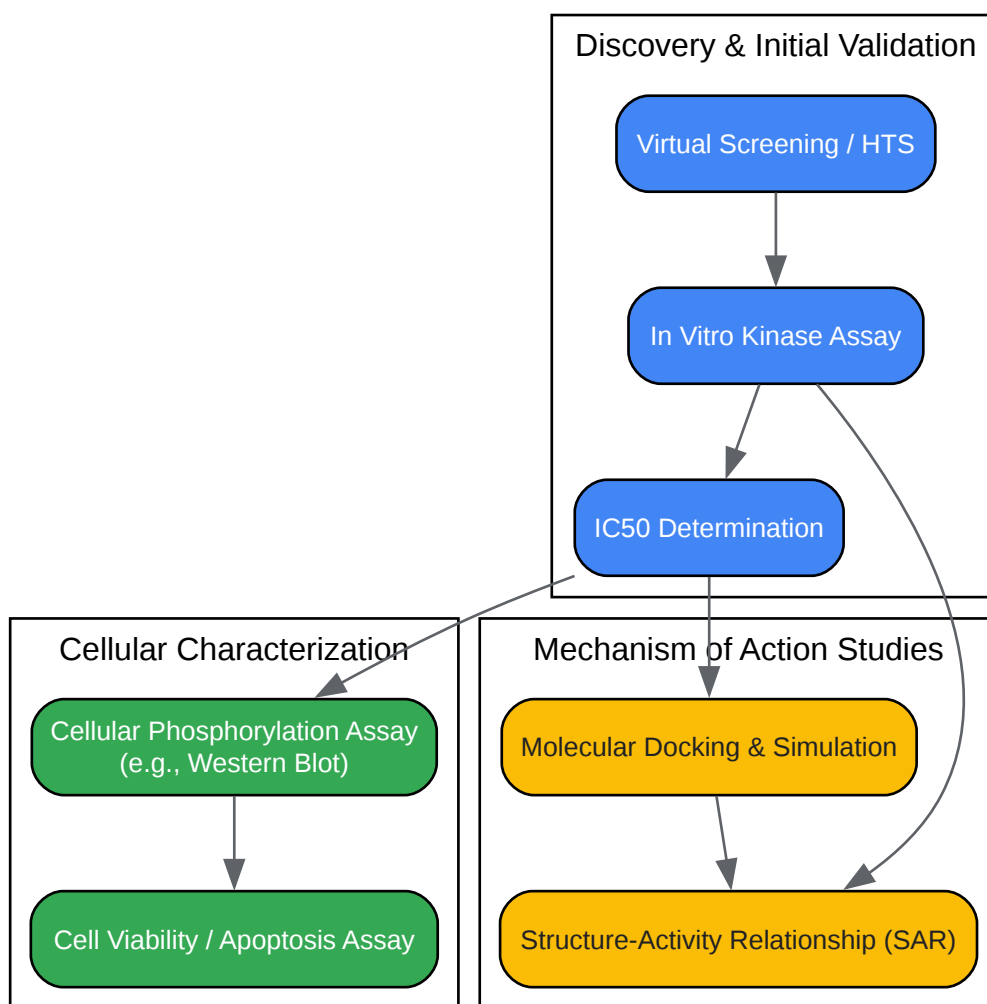 Discovery & Initial Validation
Virtual Screening / HTS
In Vitro Kinase Assay
IC50 Determination
Cellular Characterization
Cellular Phosphorylation Assay
(e.g., Western Blot)
Cell Viability / Apoptosis Assay
Mechanism of Action Studies
Molecular Docking & Simulation
Structure-Activity Relationship (SAR)